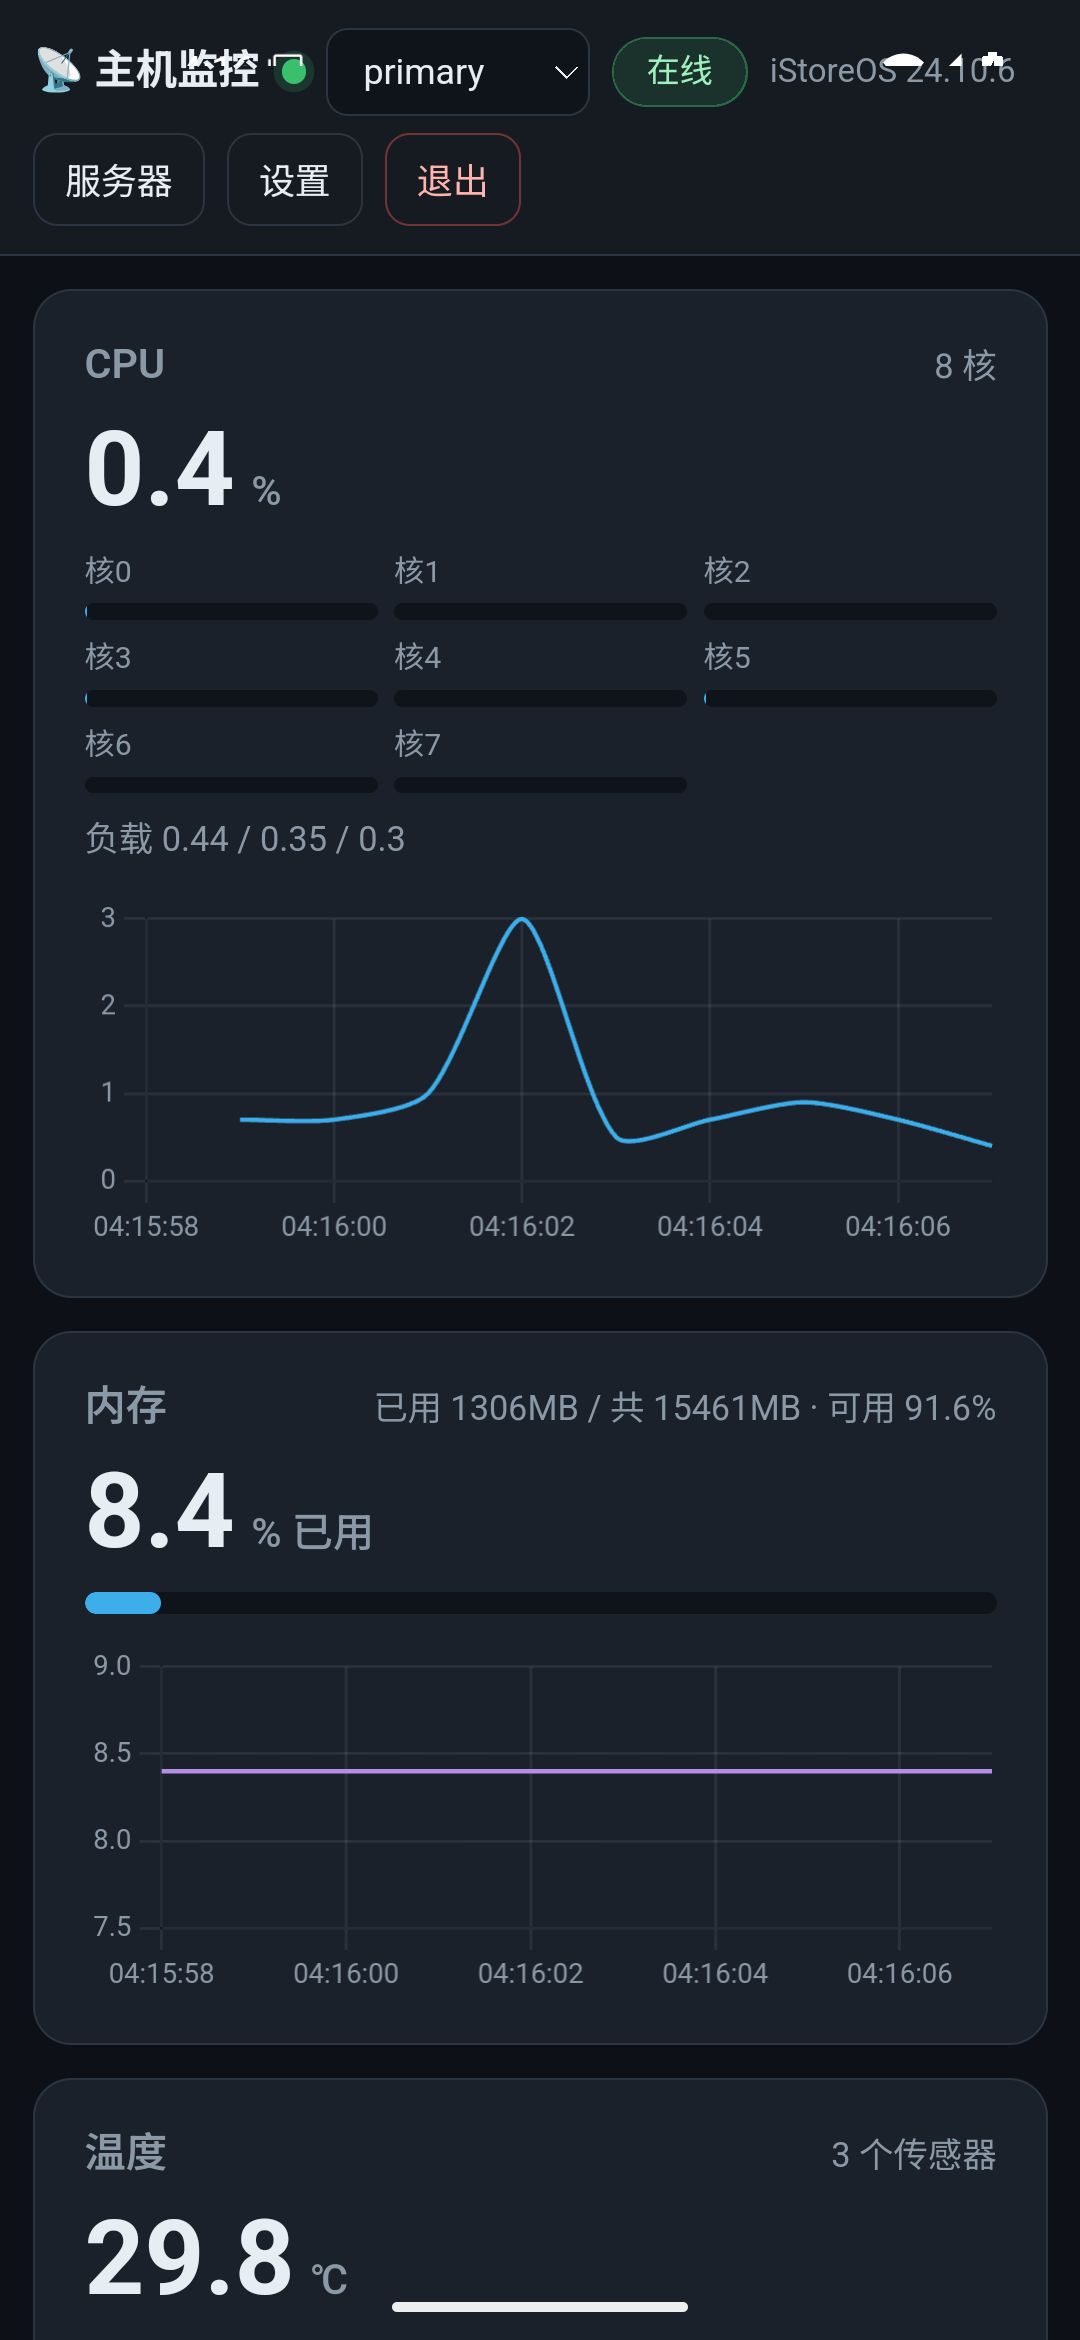 主机监控
primary
在线
iStoreOS 24.10.6
服务器
设置
退出
CPU
8 核
0.4 %
核0
核1
核2
核3
核4
核5
核6
核7
负载 0.44 / 0.35 / 0.3
3
2
1
0
04:15:58
04:16:00
04:16:02
04:16:04
04:16:06
内存
已用 1306MB / 共 15461MB · 可用 91.6%
8.4 % 已用
9.0
8.5
8.0
7.5
04:15:58
04:16:00
04:16:02
04:16:04
04:16:06
温度
3 个传感器
29.8 °C